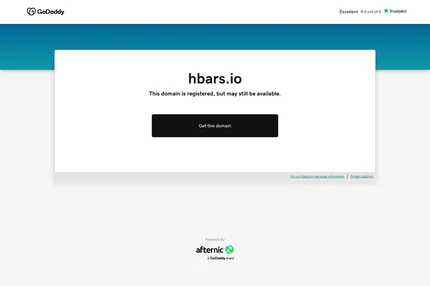 GoDaddy
Excellent 4.6 out of 5 Trustpilot
hbars.io
This domain is registered, but may still be available.
Get this domain
Do not share my personal information | Privacy Settings
Powered by
afternic
A GoDaddy Brand